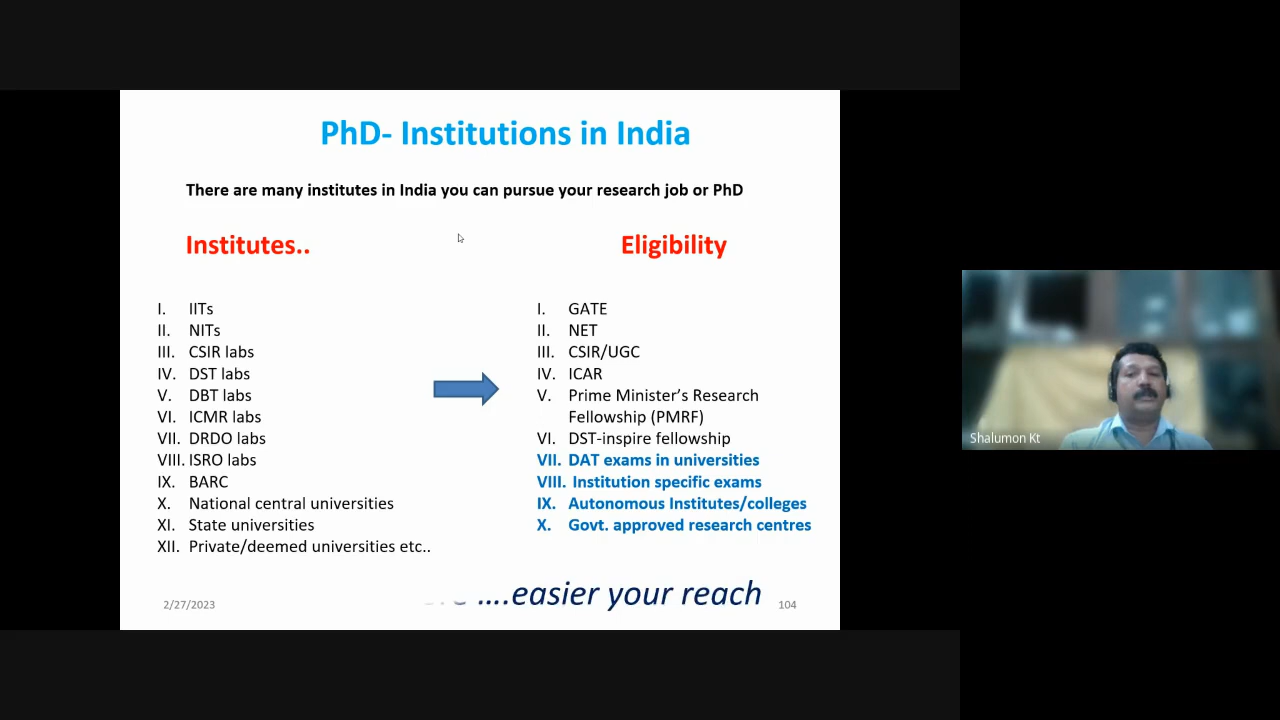 PhD- Institutions in India
There are many institutes in India you can pursue your research job or PhD
Institutes..
I. IITs
II. NITs
III. CSIR labs
IV. DST labs
V. DBT labs
VI. ICMR labs
VII. DRDO labs
VIII. ISRO labs
IX. BARC
X. National central universities
XI. State universities
XII. Private/deemed universities etc..
Eligibility
I. GATE
II. NET
III. CSIR/UGC
IV. ICAR
V. Prime Minister's Research
Fellowship (PMRF)
VI. DST-inspire fellowship
VII. DAT exams in universities
VIII. Institution specific exams
IX. Autonomous Institutes/colleges
X. Govt. approved research centres
....easier your reach
2/27/2023
104
Shalumon Kt